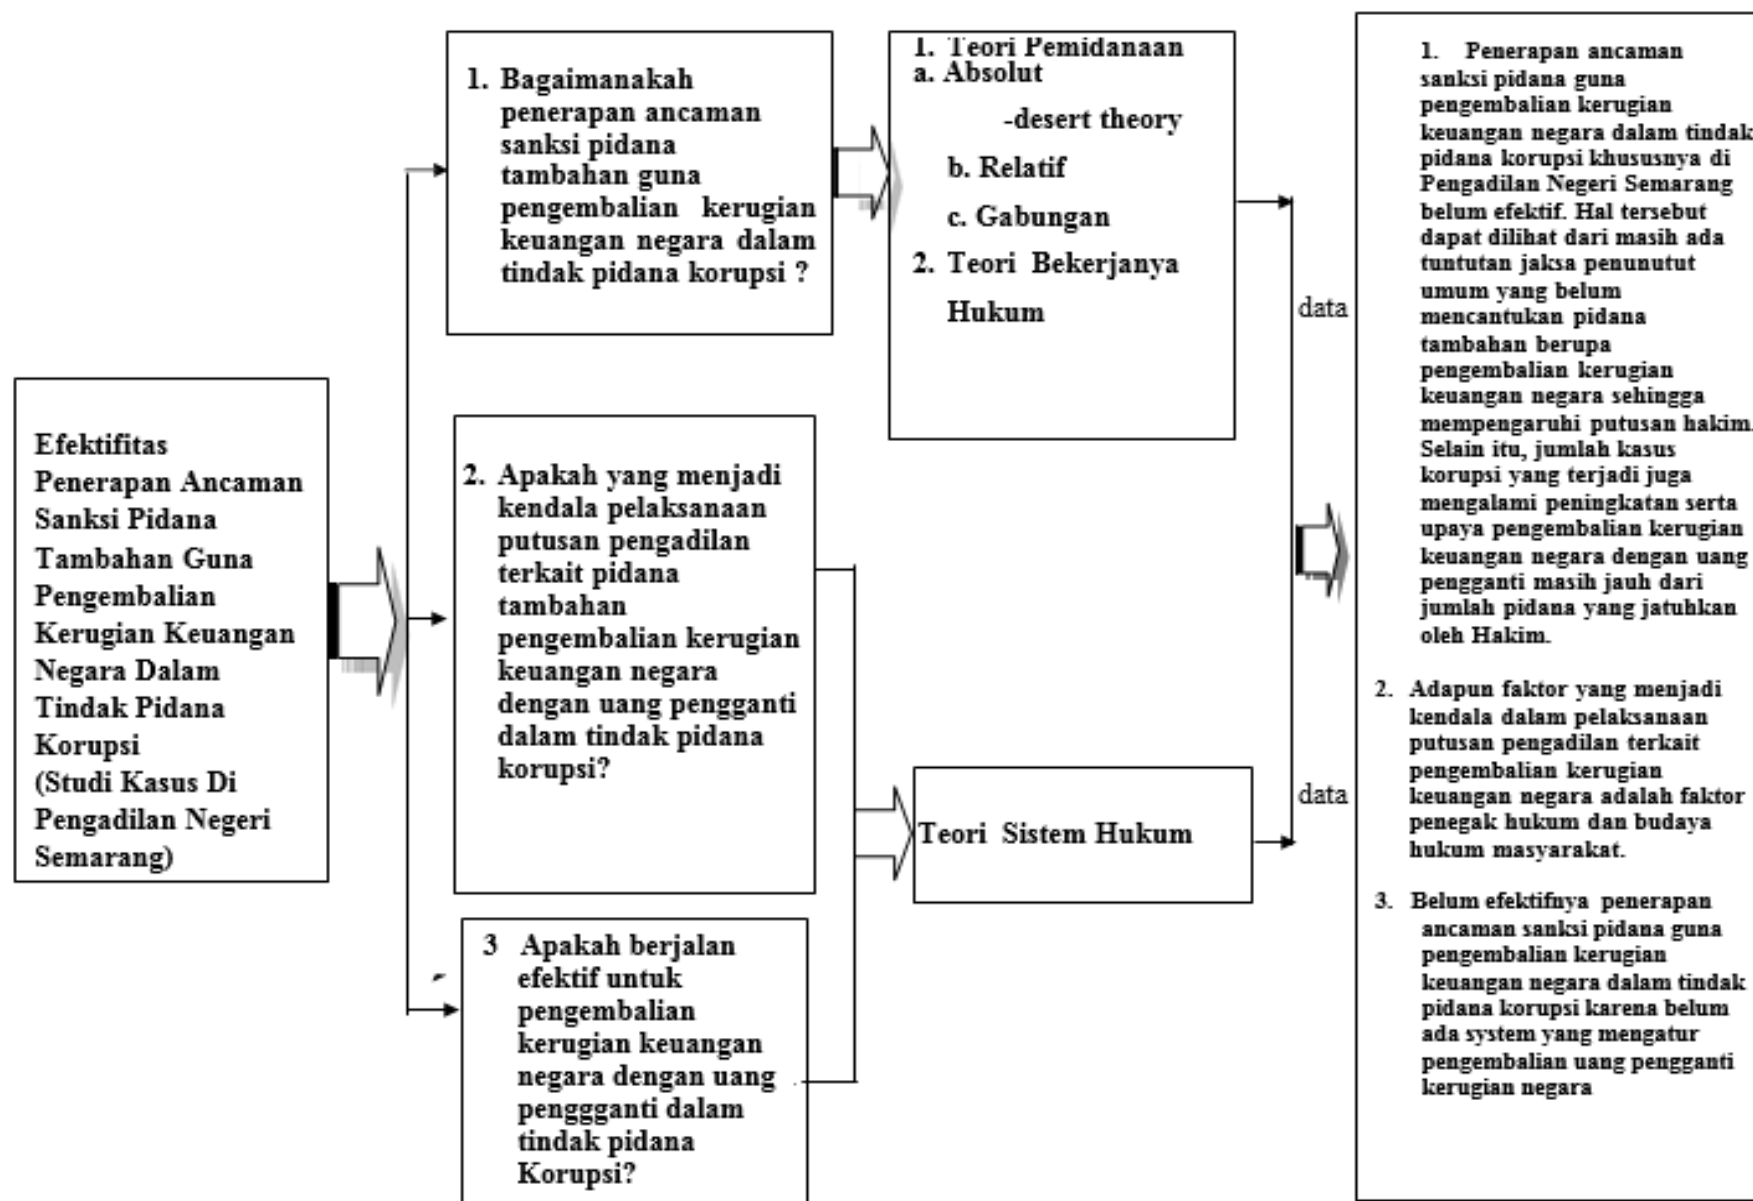 Efektifitas
Penerapan Ancaman
Sanksi Pidana
Tambahan Guna
Pengembalian
Kerugian Keuangan
Negara Dalam
Tindak Pidana
Korupsi
(Studi Kasus Di
Pengadilan Negeri
Semarang)
1. Bagaimanakah
penerapan ancaman
sanksi pidana
tambahan guna
pengembalian kerugian
keuangan negara dalam
tindak pidana korupsi ?
2. Apakah yang menjadi
kendala pelaksanaan
putusan pengadilan
terkait pidana
tambahan
pengembalian kerugian
keuangan negara
dengan uang pengganti
dalam tindak pidana
korupsi?
3 Apakah berjalan
efektif untuk
pengembalian
kerugian keuangan
negara dengan uang
penggganti dalam
tindak pidana
Korupsi?
1. Teori Pemidanaan
a. Absolut
-desert theory
b. Relatif
c. Gabungan
2. Teori Bekerjanya
Hukum
Teori Sistem Hukum
data
data
1. Penerapan ancaman
sanksi pidana guna
pengembalian kerugian
keuangan negara dalam tindak
pidana korupsi khususnya di
Pengadilan Negeri Semarang
belum efektif. Hal tersebut
dapat dilihat dari masih ada
tuntutan jaksa penunutut
umum yang belum
mencantukan pidana
tambahan berupa
pengembalian kerugian
keuangan negara sehingga
mempengaruhi putusan hakim.
Selain itu, jumlah kasus
korupsi yang terjadi juga
mengalami peningkatan serta
upaya pengembalian kerugian
keuangan negara dengan uang
pengganti masih jauh dari
jumlah pidana yang jatuhkan
oleh Hakim.
2. Adapun faktor yang menjadi
kendala dalam pelaksanaan
putusan pengadilan terkait
pengembalian kerugian
keuangan negara adalah faktor
penegak hukum dan budaya
hukum masyarakat.
3. Belum efektifnya penerapan
ancaman sanksi pidana guna
pengembalian kerugian
keuangan negara dalam tindak
pidana korupsi karena belum
ada system yang mengatur
pengembalian uang pengganti
kerugian negara